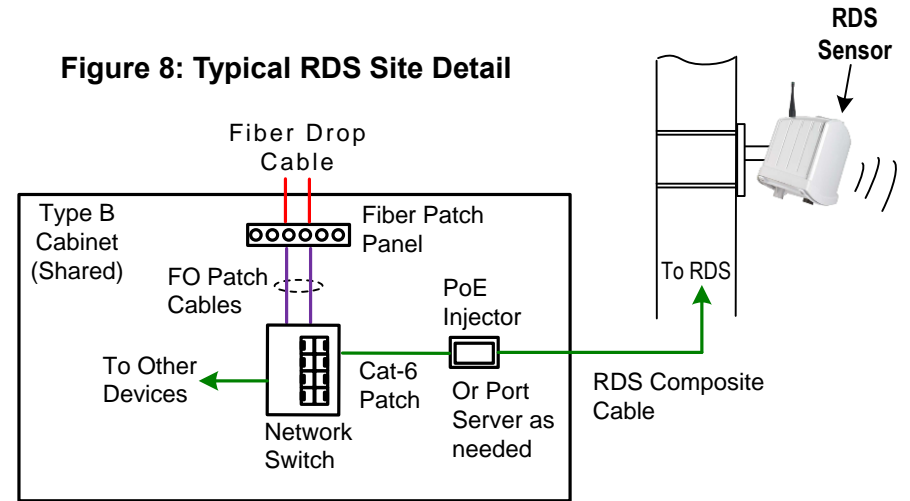 RDS
Sensor
Figure 8: Typical RDS Site Detail
Fiber Drop
Cable
Type B
Cabinet
(Shared)
Fiber Patch
Panel
FO Patch
Cables
PoE
Injector
To RDS
To Other
Devices
Cat-6
Patch
Or Port
Server as
needed
RDS Composite
Cable
Network
Switch